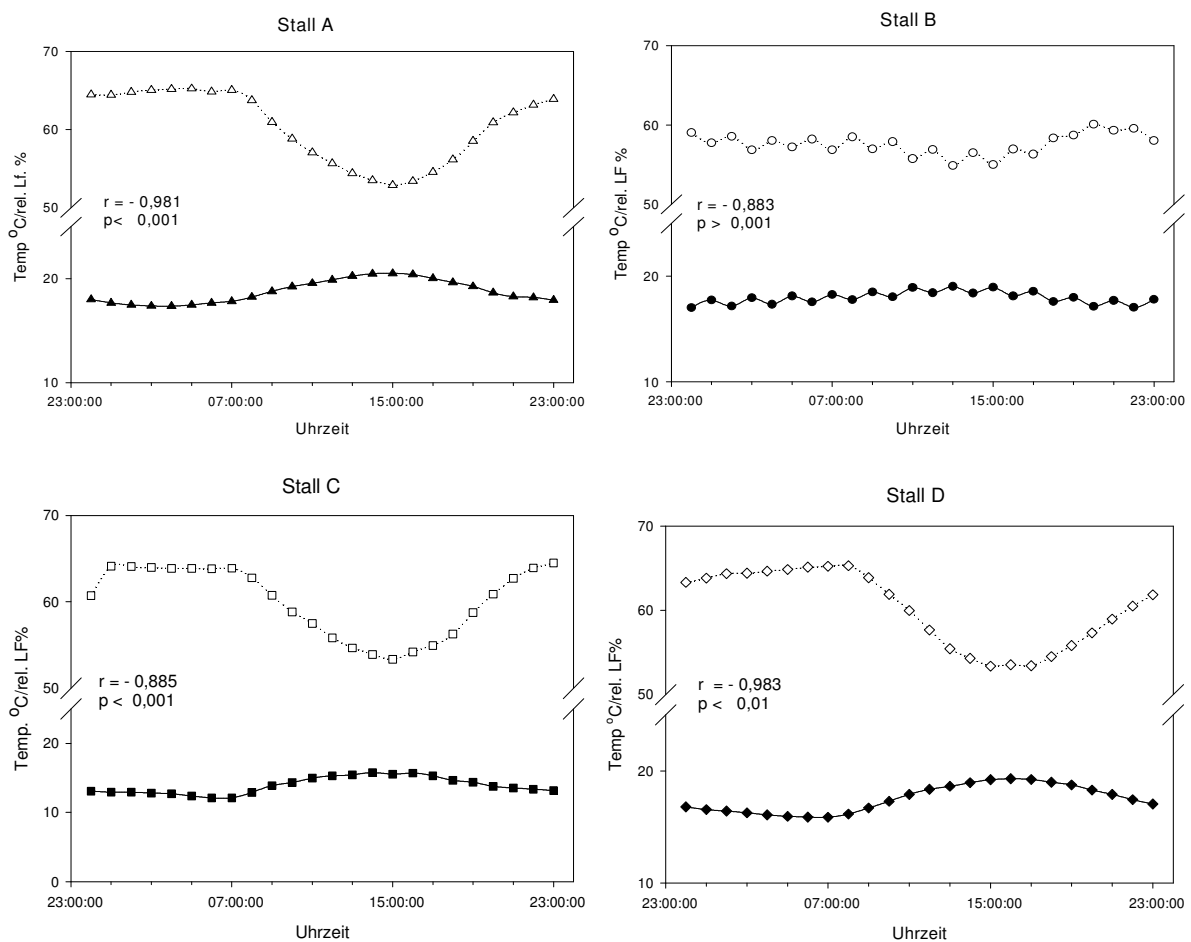 Stall A
70
60
50
20
10
Temp °C/rel. Lf. %
r = - 0,981
p< 0,001
23:00:00 07:00:00 15:00:00 23:00:00
Uhrzeit
Stall B
70
60
50
20
10
Temp °C/rel. LF %
r = - 0,883
p > 0,001
23:00:00 07:00:00 15:00:00 23:00:00
Uhrzeit
Stall C
70
60
50
20
10
0
Temp. °C/rel. LF%
r = - 0,885
p < 0,001
23:00:00 07:00:00 15:00:00 23:00:00
Uhrzeit
Stall D
70
60
50
20
10
Temp °C/rel. LF%
r = - 0,983
p < 0,01
23:00:00 07:00:00 15:00:00 23:00:00
Uhrzeit